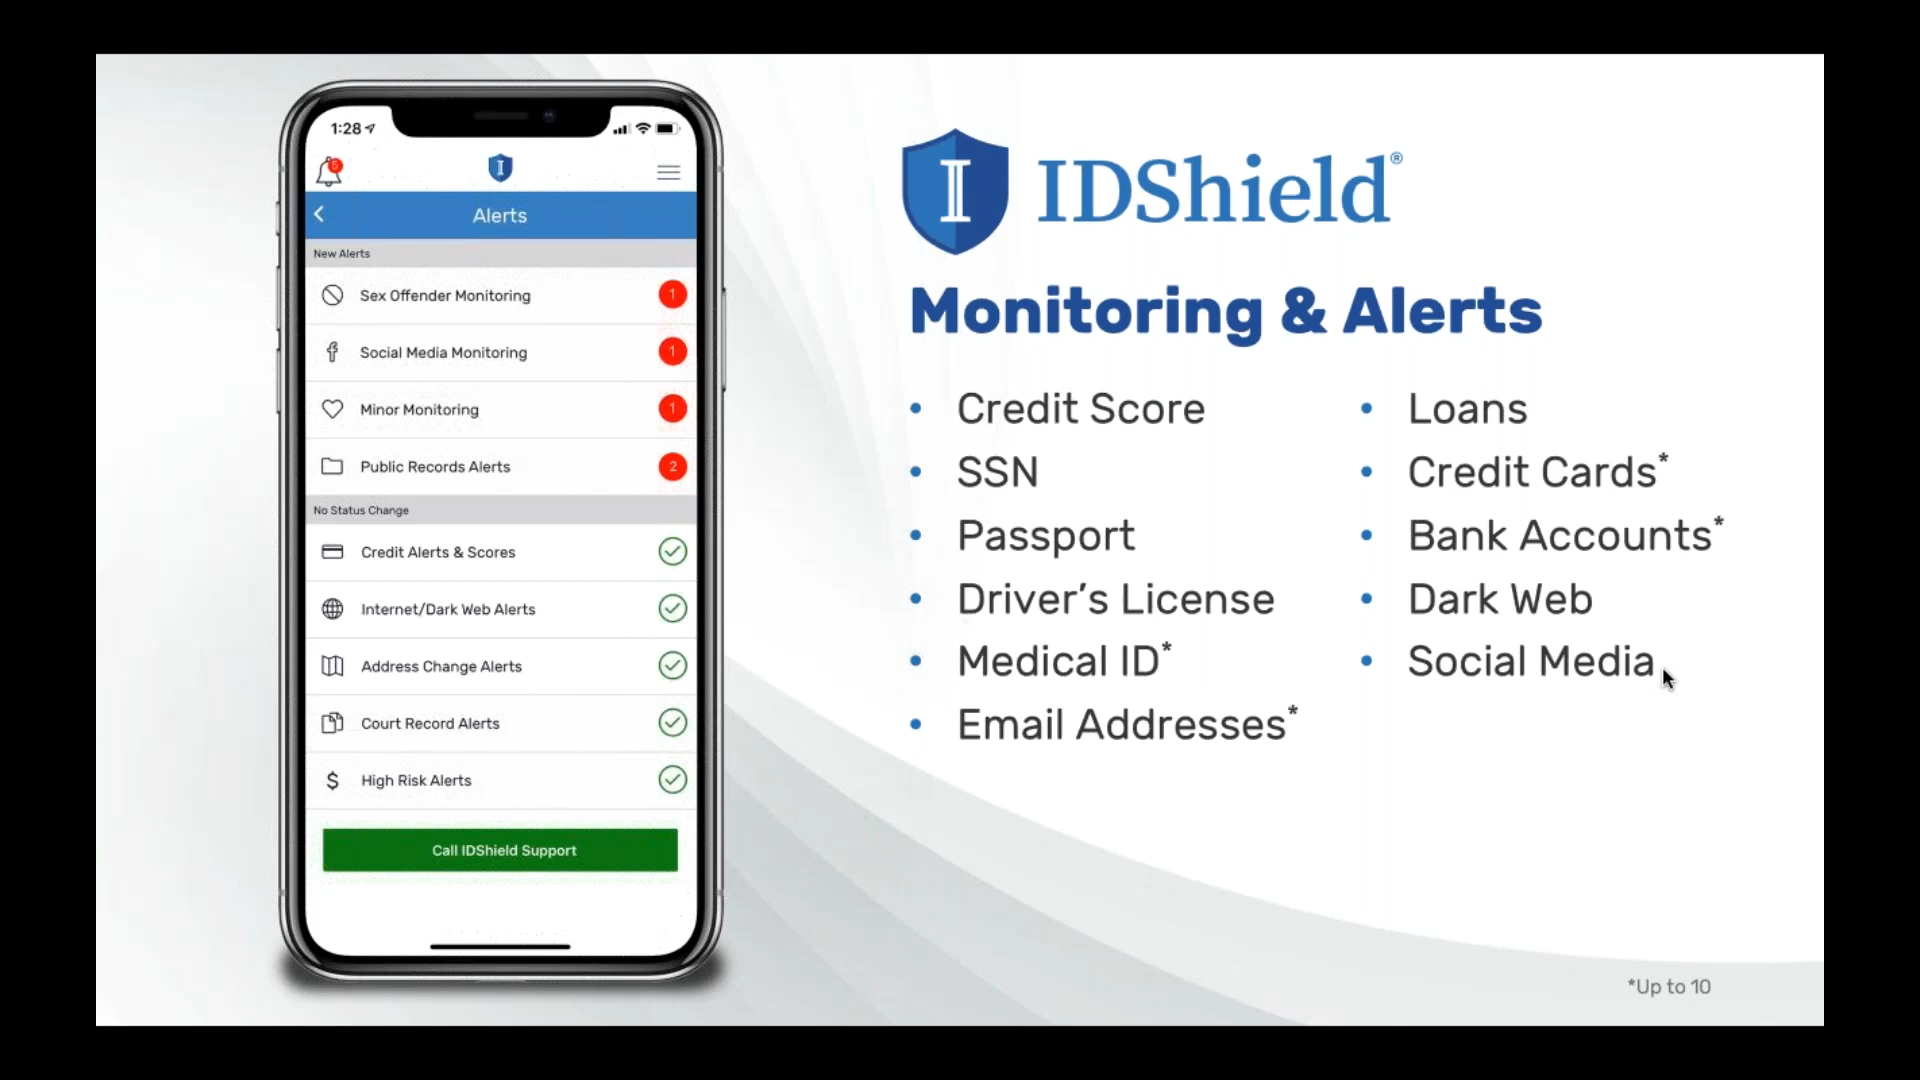 1:28
5
Alerts
New Alerts
Sex Offender Monitoring 1
Social Media Monitoring 1
Minor Monitoring 1
Public Records Alerts 2
No Status Change
Credit Alerts & Scores
Internet/Dark Web Alerts
Address Change Alerts
Court Record Alerts
$ High Risk Alerts
Call IDShield Support
I IDShield®
Monitoring & Alerts
• Credit Score
• SSN
• Passport
• Driver’s License
• Medical ID*
• Email Addresses*
• Loans
• Credit Cards*
• Bank Accounts*
• Dark Web
• Social Media
*Up to 10